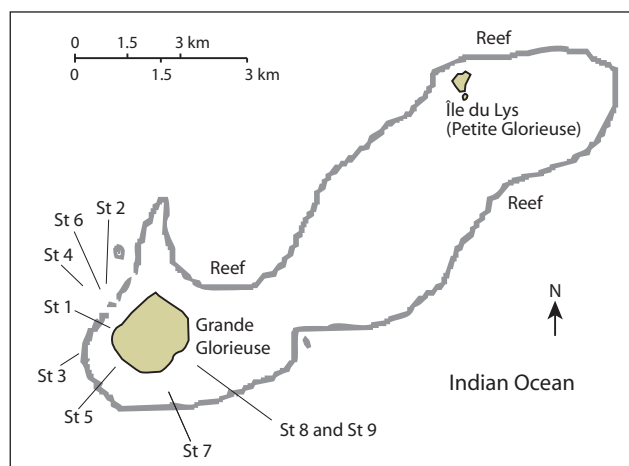 0 1.5 3 km
0 1.5 3 km
Reef
Île du Lys
(Petite Glorieuse)
Reef
St 2
St 6
St 4
Reef
N
St 1
Grande
Glorieuse
St 3
Indian Ocean
St 5
St 8 and St 9
St 7